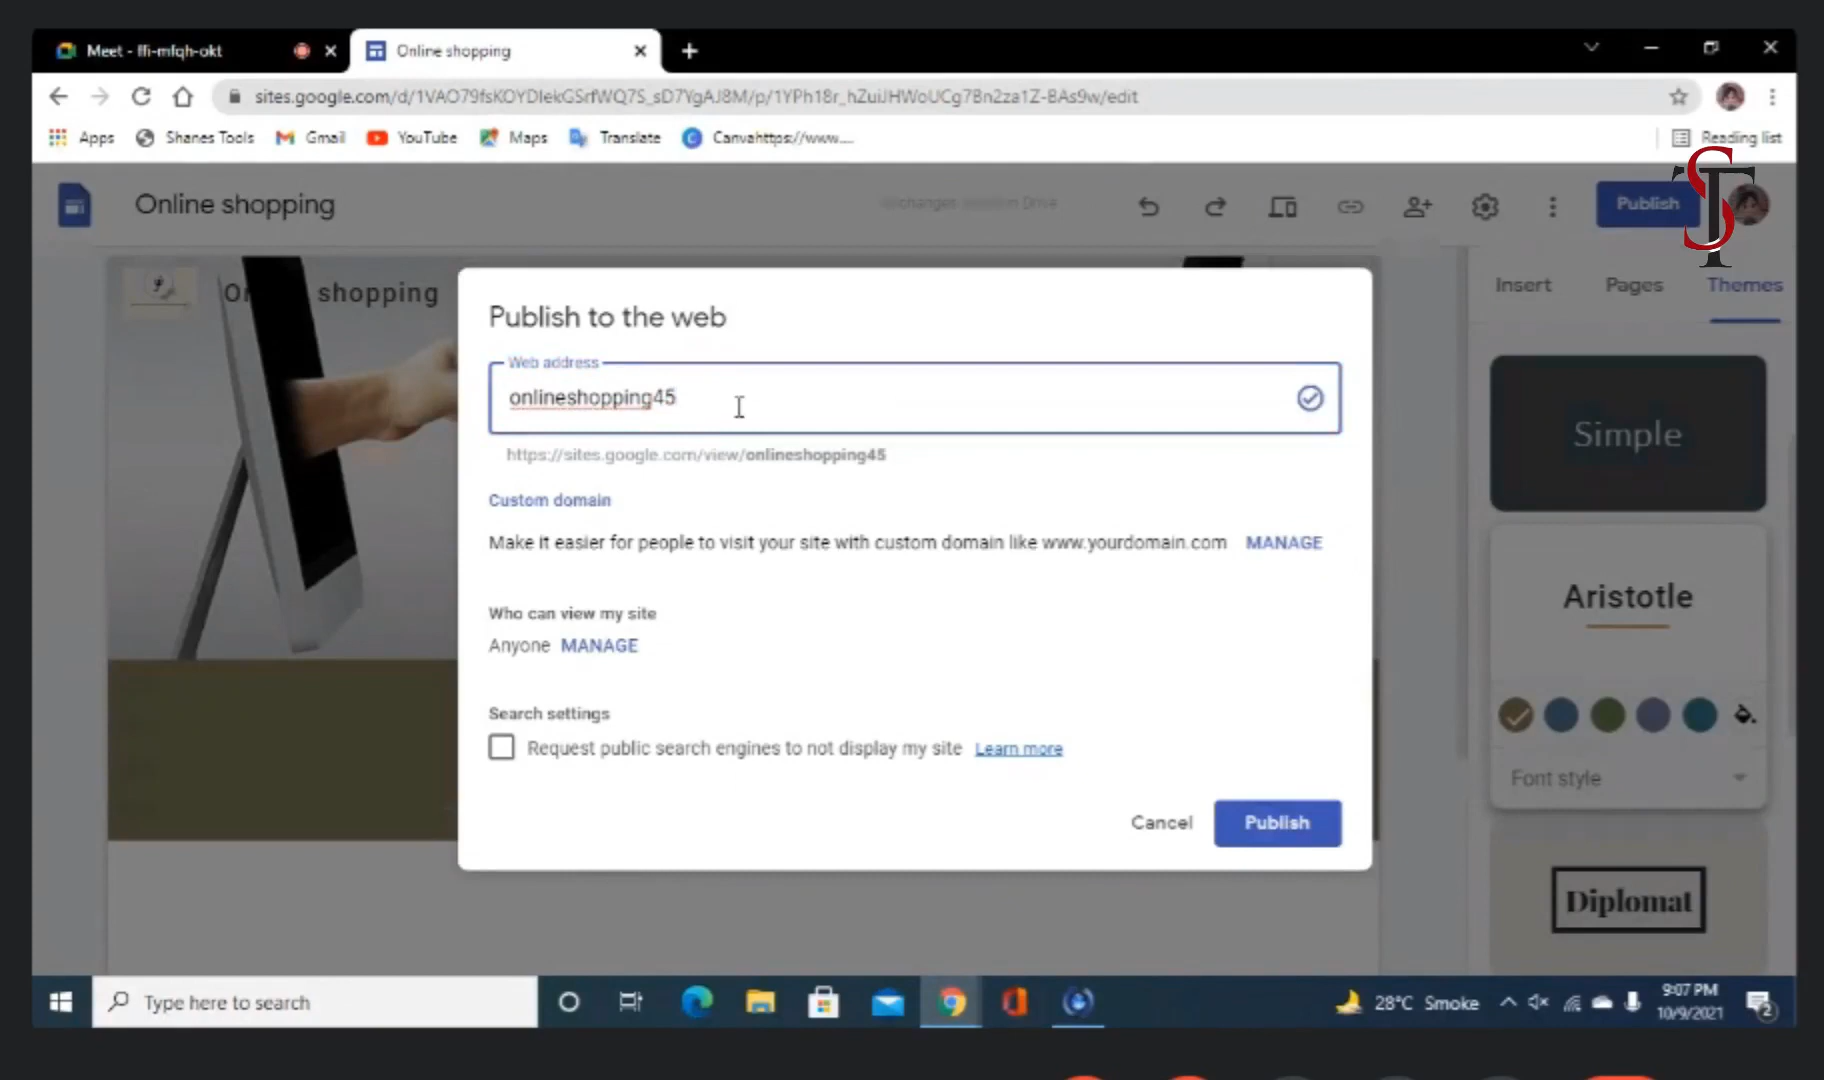 Meet - ffi-mfqh-okt
Online shopping
sites.google.com/d/1VAO79fsKOYDlekGSrfWQ7S_sD7YgAJ8M/p/1YPh18r_hZuiJHWoUCg7Bn2za1Z-BAs9w/edit
Apps Shanes Tools Gmail YouTube Maps Translate Canvahttps://www.... Reading list
Online shopping
Publish
ST
shopping
Insert Pages Themes
Publish to the web
Web address
onlineshopping45
https://sites.google.com/view/onlineshopping45
Custom domain
Make it easier for people to visit your site with custom domain like www.yourdomain.com MANAGE
Who can view my site
Anyone MANAGE
Search settings
Request public search engines to not display my site Learn more
Cancel Publish
Simple
Aristotle
Font style
Diplomat
Type here to search
28°C Smoke
9:07 PM
10/9/2021
2